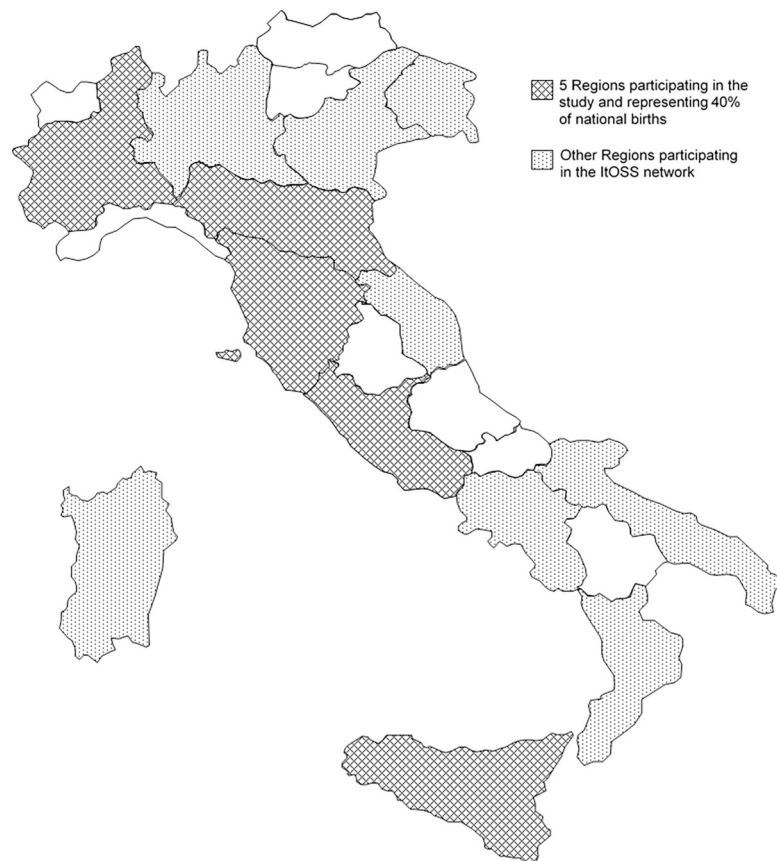 5 Regions participating in the
study and representing 40%
of national births
Other Regions participating
in the ItOSS network